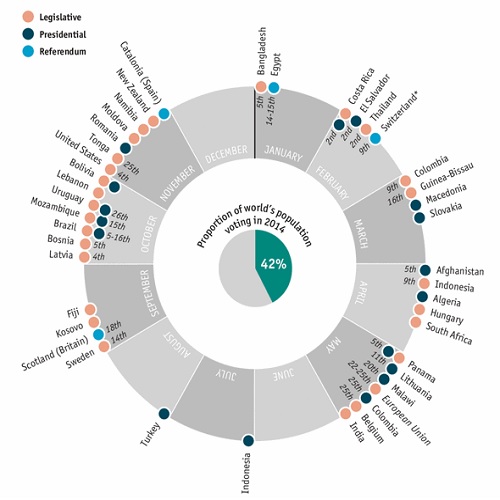 Legislative
Presidential
Referendum
Proportion of world's population
voting in 2014
42%
JANUARY
Bangladesh
5th
Egypt
14-15th
FEBRUARY
Costa Rica
2nd
El Salvador
2nd
Thailand
2nd
Switzerland*
9th
MARCH
Colombia
9th
Guinea-Bissau
16th
Macedonia
Slovakia
APRIL
Afghanistan
5th
Indonesia
9th
Algeria
Hungary
South Africa
MAY
Panama
5th
Lithuania
11th
Malawi
20th
European Union
22-25th
Colombia
25th
Belgium
25th
India
JUNE
JULY
Indonesia
AUGUST
Turkey
SEPTEMBER
Sweden
14th
Scotland (Britain)
18th
Kosovo
Fiji
OCTOBER
Latvia
4th
Bosnia
5th
Brazil
5-16th
Mozambique
15th
Uruguay
26th
Lebanon
Bolivia
NOVEMBER
United States
4th
Tonga
25th
Romania
Moldova
Namibia
New Zealand
Catalonia (Spain)
DECEMBER